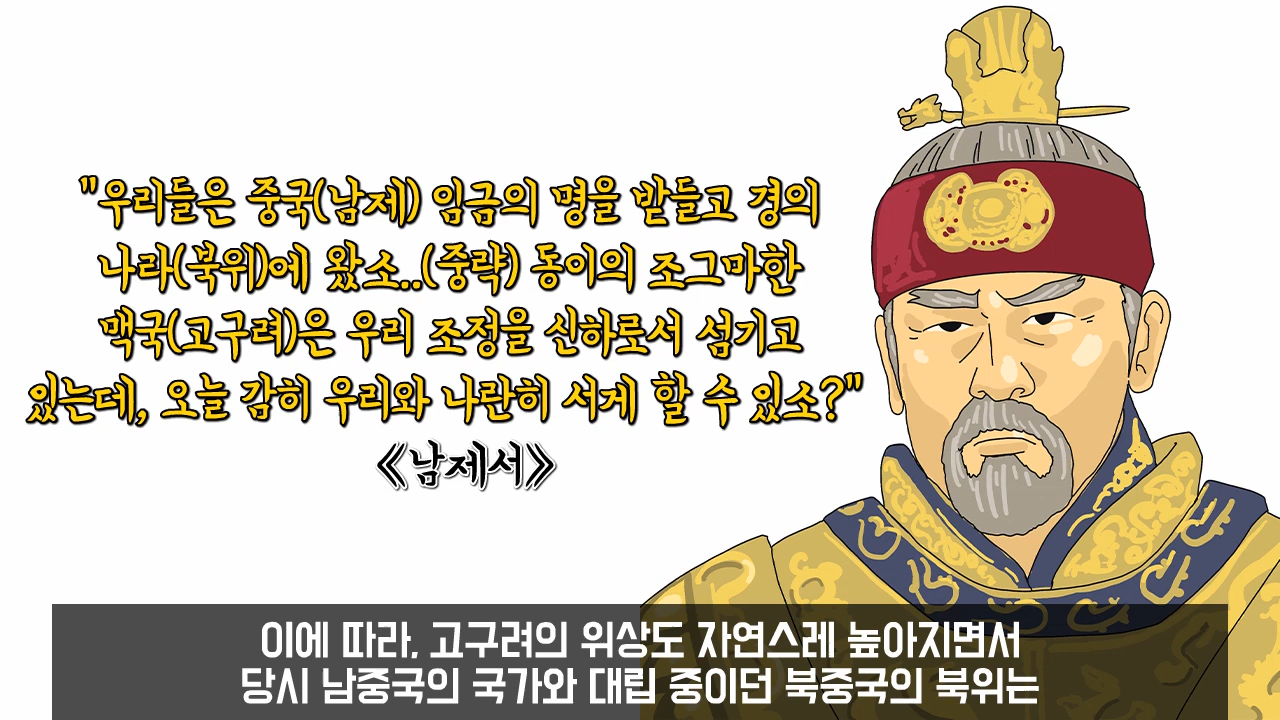 "우리들은 중국(남제) 임금의 명을 받들고 경의
나라(북위)에 왔소..(중략) 동이의 조그마한
맥국(고구려)은 우리 조정을 신하로서 섬기고
있는데, 오늘 감히 우리와 나란히 서게 할 수 있소?"
《남제서》
이에 따라, 고구려의 위상도 자연스레 높아지면서
당시 남중국의 국가와 대립 중이던 북중국의 북위는